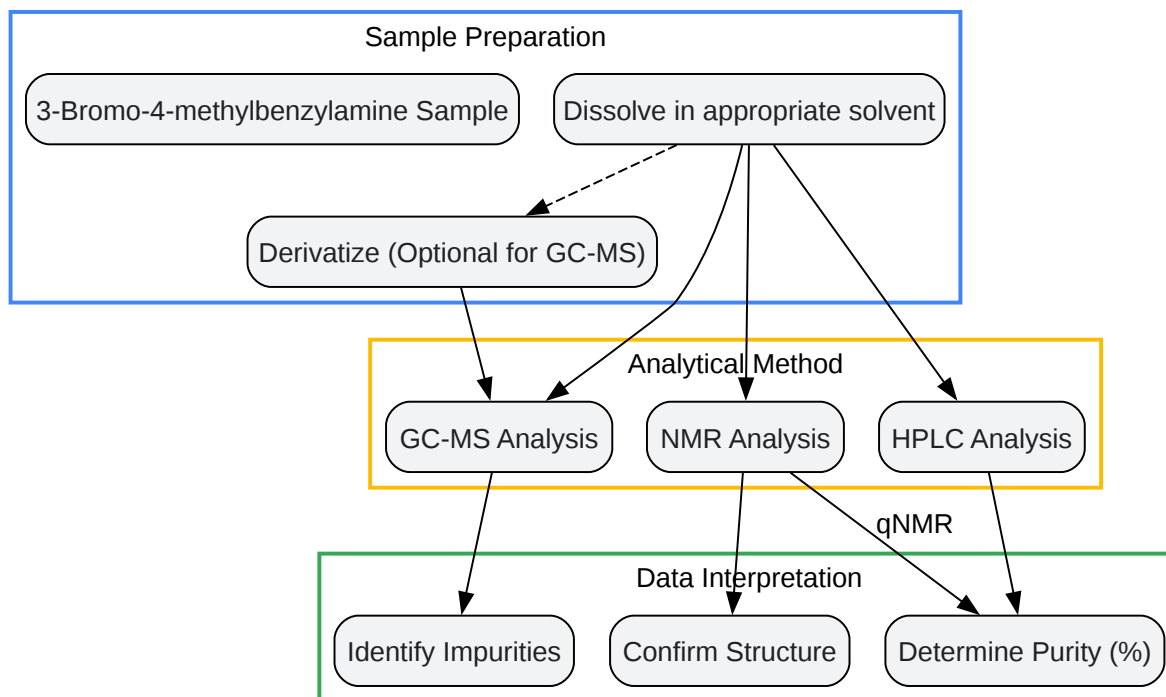 Sample Preparation
3-Bromo-4-methylbenzylamine Sample
Dissolve in appropriate solvent
Derivatize (Optional for GC-MS)
Analytical Method
GC-MS Analysis
NMR Analysis
HPLC Analysis
qNMR
Data Interpretation
Identify Impurities
Confirm Structure
Determine Purity (%)